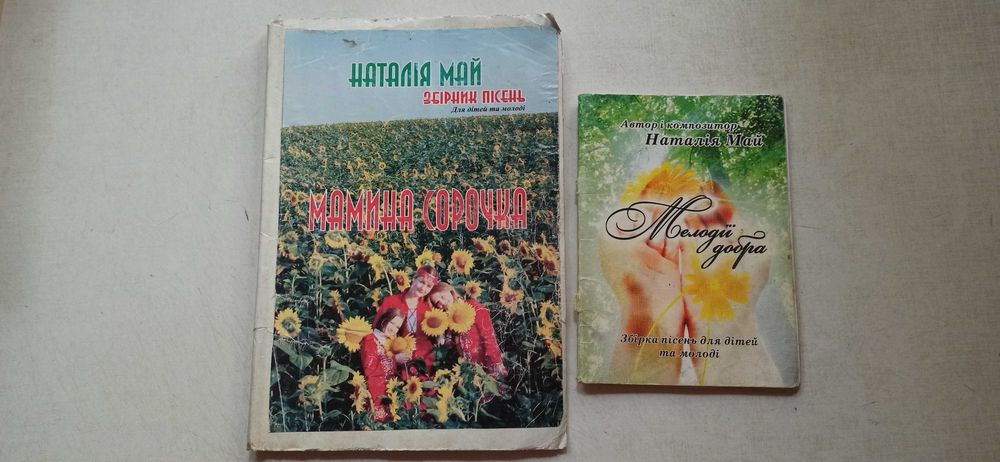 НАТАЛІЯ МАЙ
ЗБІРНИК ПІСЕНЬ
Для дітей та молоді
МАМИНА СОРОЧКА
Автор і композитор
Наталія Май
Мелодії
добра
Збірка пісень для дітей
та молоді